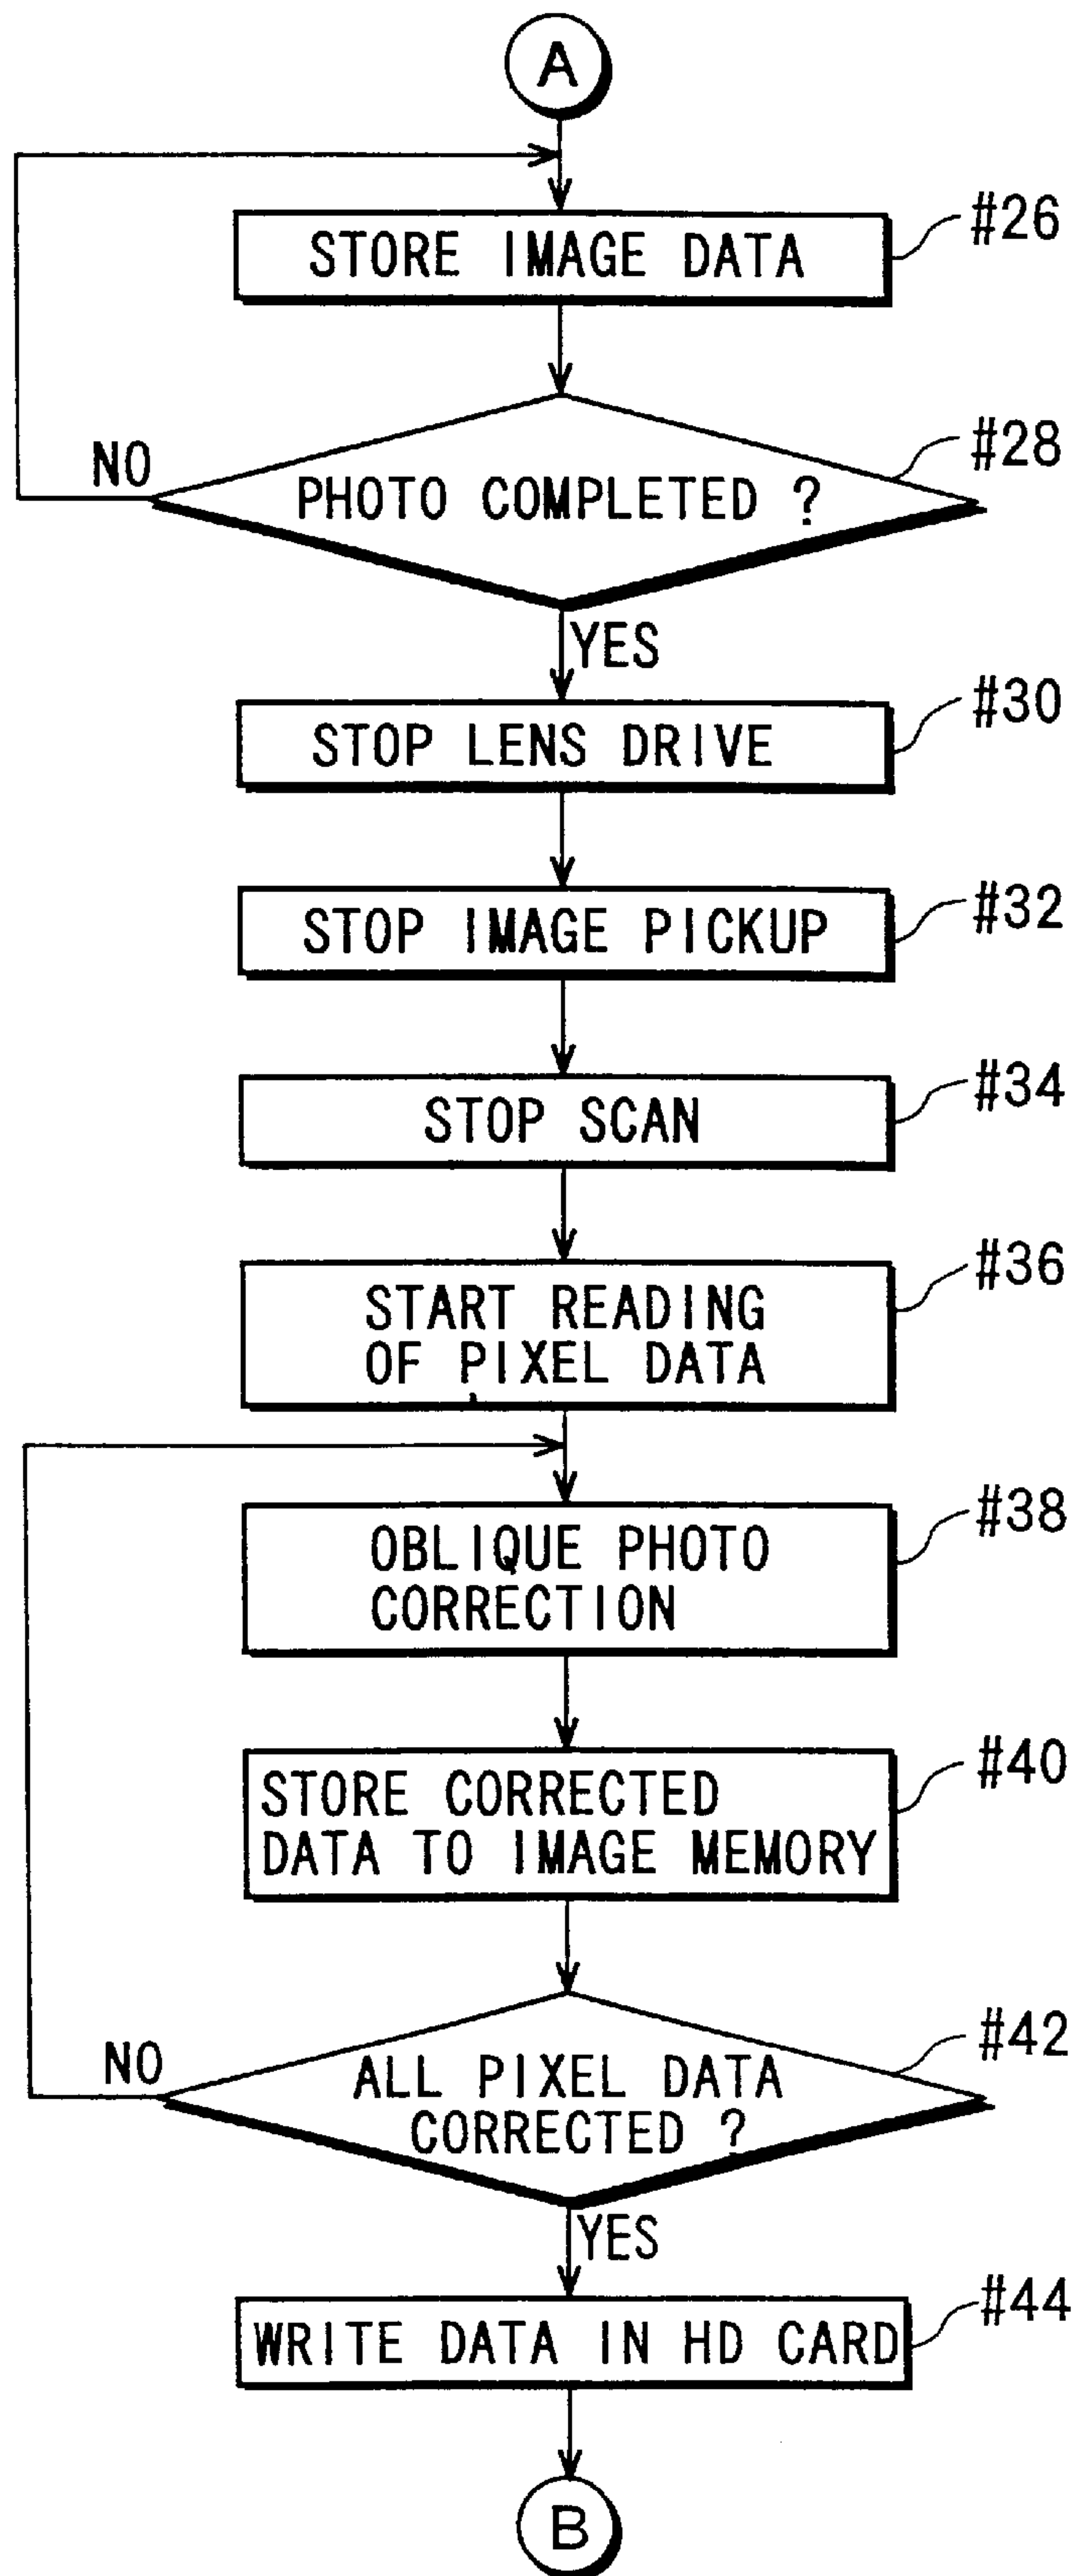 A
STORE IMAGE DATA
#26
PHOTO COMPLETED ?
#28
NO
YES
STOP LENS DRIVE
#30
STOP IMAGE PICKUP
#32
STOP SCAN
#34
START READING
OF PIXEL DATA
#36
OBLIQUE PHOTO
CORRECTION
#38
STORE CORRECTED
DATA TO IMAGE MEMORY
#40
ALL PIXEL DATA
CORRECTED ?
#42
NO
YES
WRITE DATA IN HD CARD
#44
B